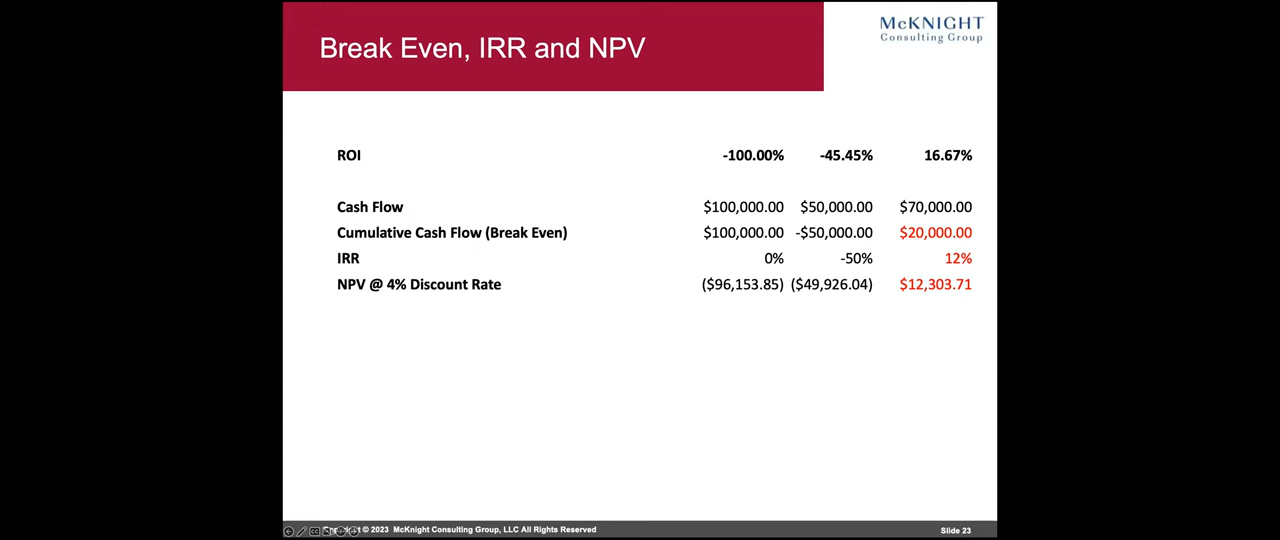 Break Even, IRR and NPV
McKNIGHT
Consulting Group
ROI -100.00% -45.45% 16.67%
Cash Flow $100,000.00 $50,000.00 $70,000.00
Cumulative Cash Flow (Break Even) $100,000.00 -$50,000.00 $20,000.00
IRR 0% -50% 12%
NPV @ 4% Discount Rate ($96,153.85) ($49,926.04) $12,303.71
© 2023 McKnight Consulting Group, LLC All Rights Reserved
Slide 23